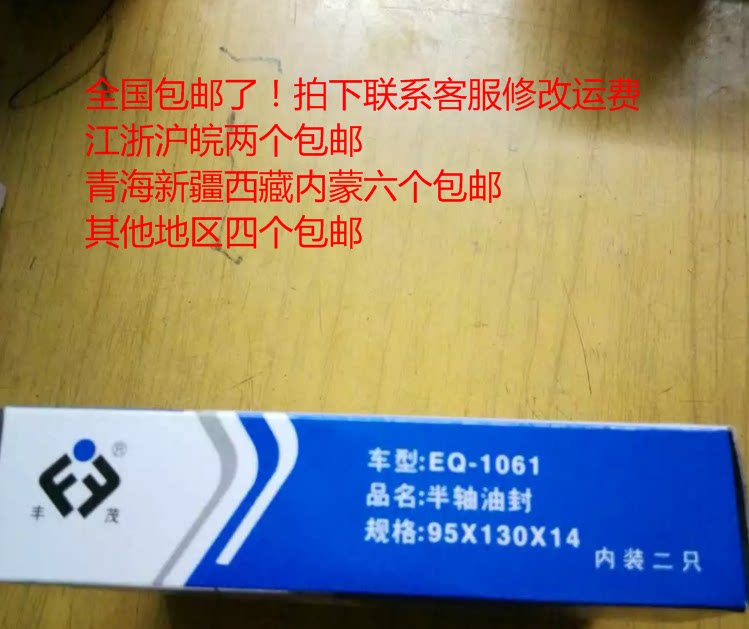 全国包邮了！拍下联系客服修改运费
江浙沪皖两个包邮
青海新疆西藏内蒙六个包邮
其他地区四个包邮
FY®
丰茂
车型:EQ-1061
品名:半轴油封
规格:95X130X14
内装二只